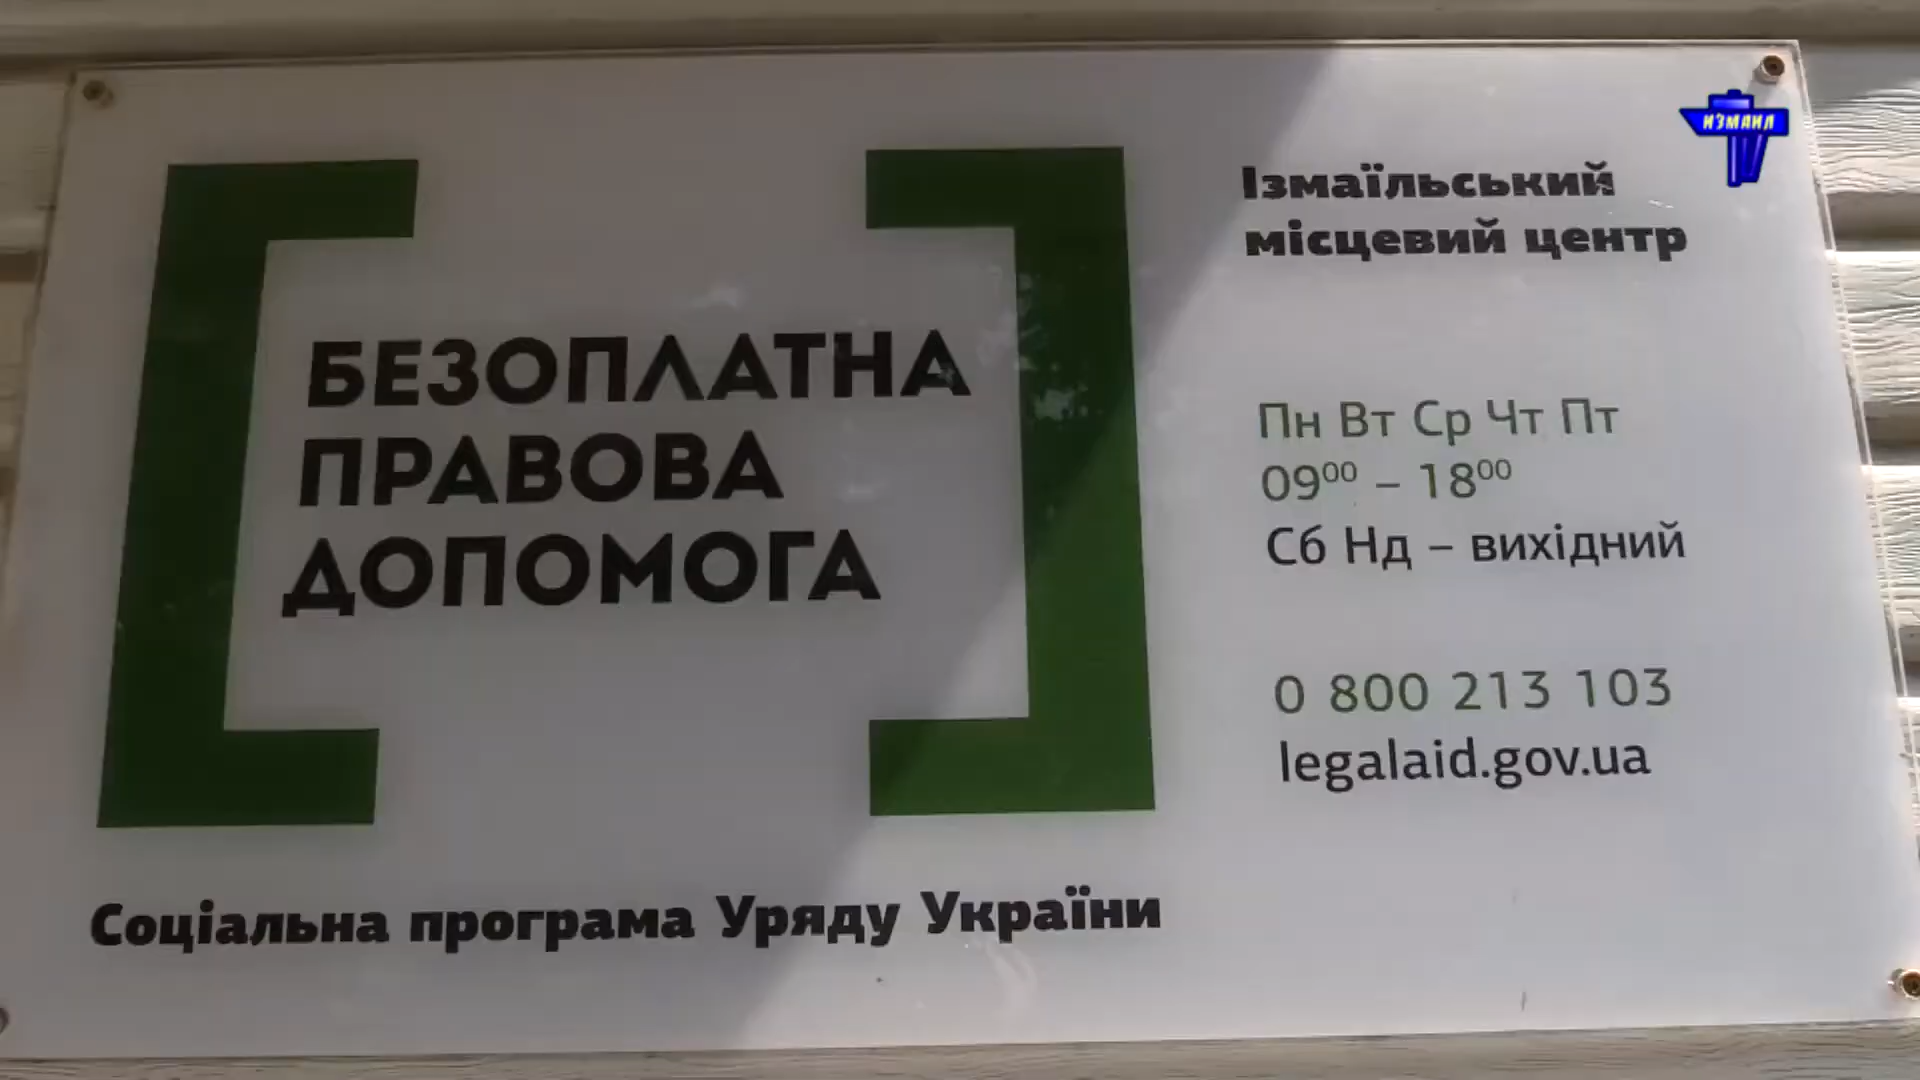 БЕЗОПЛАТНА
ПРАВОВА
ДОПОМОГА
Соціальна програма Уряду України
Ізмаїльський
місцевий центр
Пн Вт Ср Чт Пт
09⁰⁰ – 18⁰⁰
Сб Нд – вихідний
0 800 213 103
legalaid.gov.ua
ИЗМАИЛ